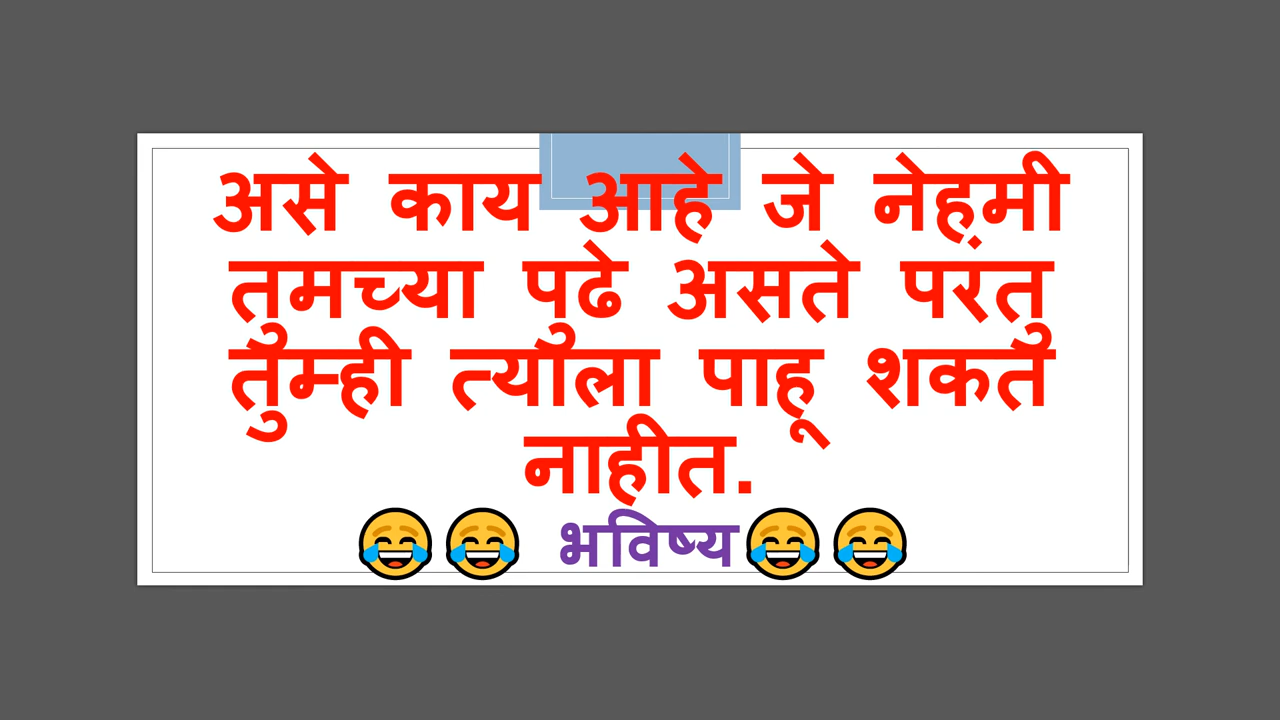 असे काय आहे जे नेहमी
तुमच्या पुढे असते परंतु
तुम्ही त्याला पाहू शकत
नाहीत.
😂😂 भविष्य😂😂